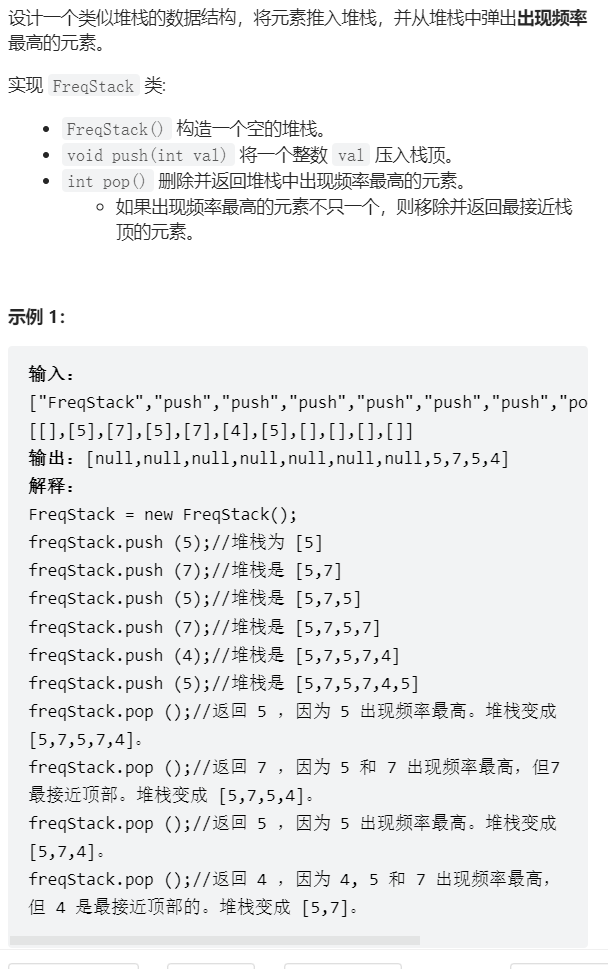 设计一个类似堆栈的数据结构，将元素推入堆栈，并从堆栈中弹出出现频率
最高的元素。
实现 FreqStack 类:
• FreqStack() 构造一个空的堆栈。
• void push(int val) 将一个整数 val 压入栈顶。
• int pop() 删除并返回堆栈中出现频率最高的元素。
◦ 如果出现频率最高的元素不只一个，则移除并返回最接近栈
顶的元素。
示例 1：
输入：
["FreqStack","push","push","push","push","push","push","po
[[],[5],[7],[5],[7],[4],[5],[],[],[],[]]
输出：[null,null,null,null,null,null,null,5,7,5,4]
解释：
FreqStack = new FreqStack();
freqStack.push (5);//堆栈为 [5]
freqStack.push (7);//堆栈是 [5,7]
freqStack.push (5);//堆栈是 [5,7,5]
freqStack.push (7);//堆栈是 [5,7,5,7]
freqStack.push (4);//堆栈是 [5,7,5,7,4]
freqStack.push (5);//堆栈是 [5,7,5,7,4,5]
freqStack.pop ();//返回 5 ，因为 5 出现频率最高。堆栈变成
[5,7,5,7,4]。
freqStack.pop ();//返回 7 ，因为 5 和 7 出现频率最高，但7
最接近顶部。堆栈变成 [5,7,5,4]。
freqStack.pop ();//返回 5 ，因为 5 出现频率最高。堆栈变成
[5,7,4]。
freqStack.pop ();//返回 4 ，因为 4, 5 和 7 出现频率最高，
但 4 是最接近顶部的。堆栈变成 [5,7]。